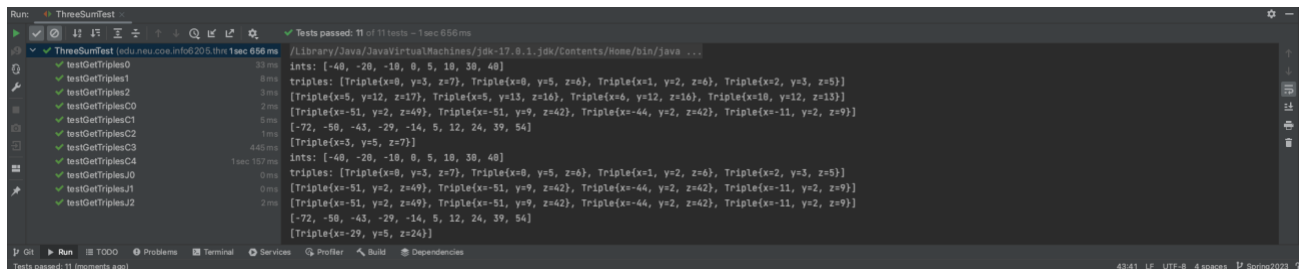 Run: ThreeSumTest ×
Tests passed: 11 of 11 tests – 1 sec 656 ms
ThreeSumTest (edu.neu.coe.info6205.thre 1 sec 656 ms
testGetTriples0 33 ms
testGetTriples1 8 ms
testGetTriples2 3 ms
testGetTriplesC0 2 ms
testGetTriplesC1 5 ms
testGetTriplesC2 1 ms
testGetTriplesC3 445 ms
testGetTriplesC4 1 sec 157 ms
testGetTriplesJ0 0 ms
testGetTriplesJ1 0 ms
testGetTriplesJ2 2 ms
/Library/Java/JavaVirtualMachines/jdk-17.0.1.jdk/Contents/Home/bin/java ...
ints: [-40, -20, -10, 0, 5, 10, 30, 40]
triples: [Triple{x=0, y=3, z=7}, Triple{x=0, y=5, z=6}, Triple{x=1, y=2, z=6}, Triple{x=2, y=3, z=5}]
[Triple{x=5, y=12, z=17}, Triple{x=5, y=13, z=16}, Triple{x=6, y=12, z=16}, Triple{x=10, y=12, z=13}]
[Triple{x=-51, y=2, z=49}, Triple{x=-51, y=9, z=42}, Triple{x=-44, y=2, z=42}, Triple{x=-11, y=2, z=9}]
[-72, -50, -43, -29, -14, 5, 12, 24, 39, 54]
[Triple{x=3, y=5, z=7}]
ints: [-40, -20, -10, 0, 5, 10, 30, 40]
triples: [Triple{x=0, y=3, z=7}, Triple{x=0, y=5, z=6}, Triple{x=1, y=2, z=6}, Triple{x=2, y=3, z=5}]
[Triple{x=-51, y=2, z=49}, Triple{x=-51, y=9, z=42}, Triple{x=-44, y=2, z=42}, Triple{x=-11, y=2, z=9}]
[Triple{x=-51, y=2, z=49}, Triple{x=-51, y=9, z=42}, Triple{x=-44, y=2, z=42}, Triple{x=-11, y=2, z=9}]
[-72, -50, -43, -29, -14, 5, 12, 24, 39, 54]
[Triple{x=-29, y=5, z=24}]
Git Run TODO Problems Terminal Services Profiler Build Dependencies
Tests passed: 11 (moments ago) 43:41 LF UTF-8 4 spaces Spring2023